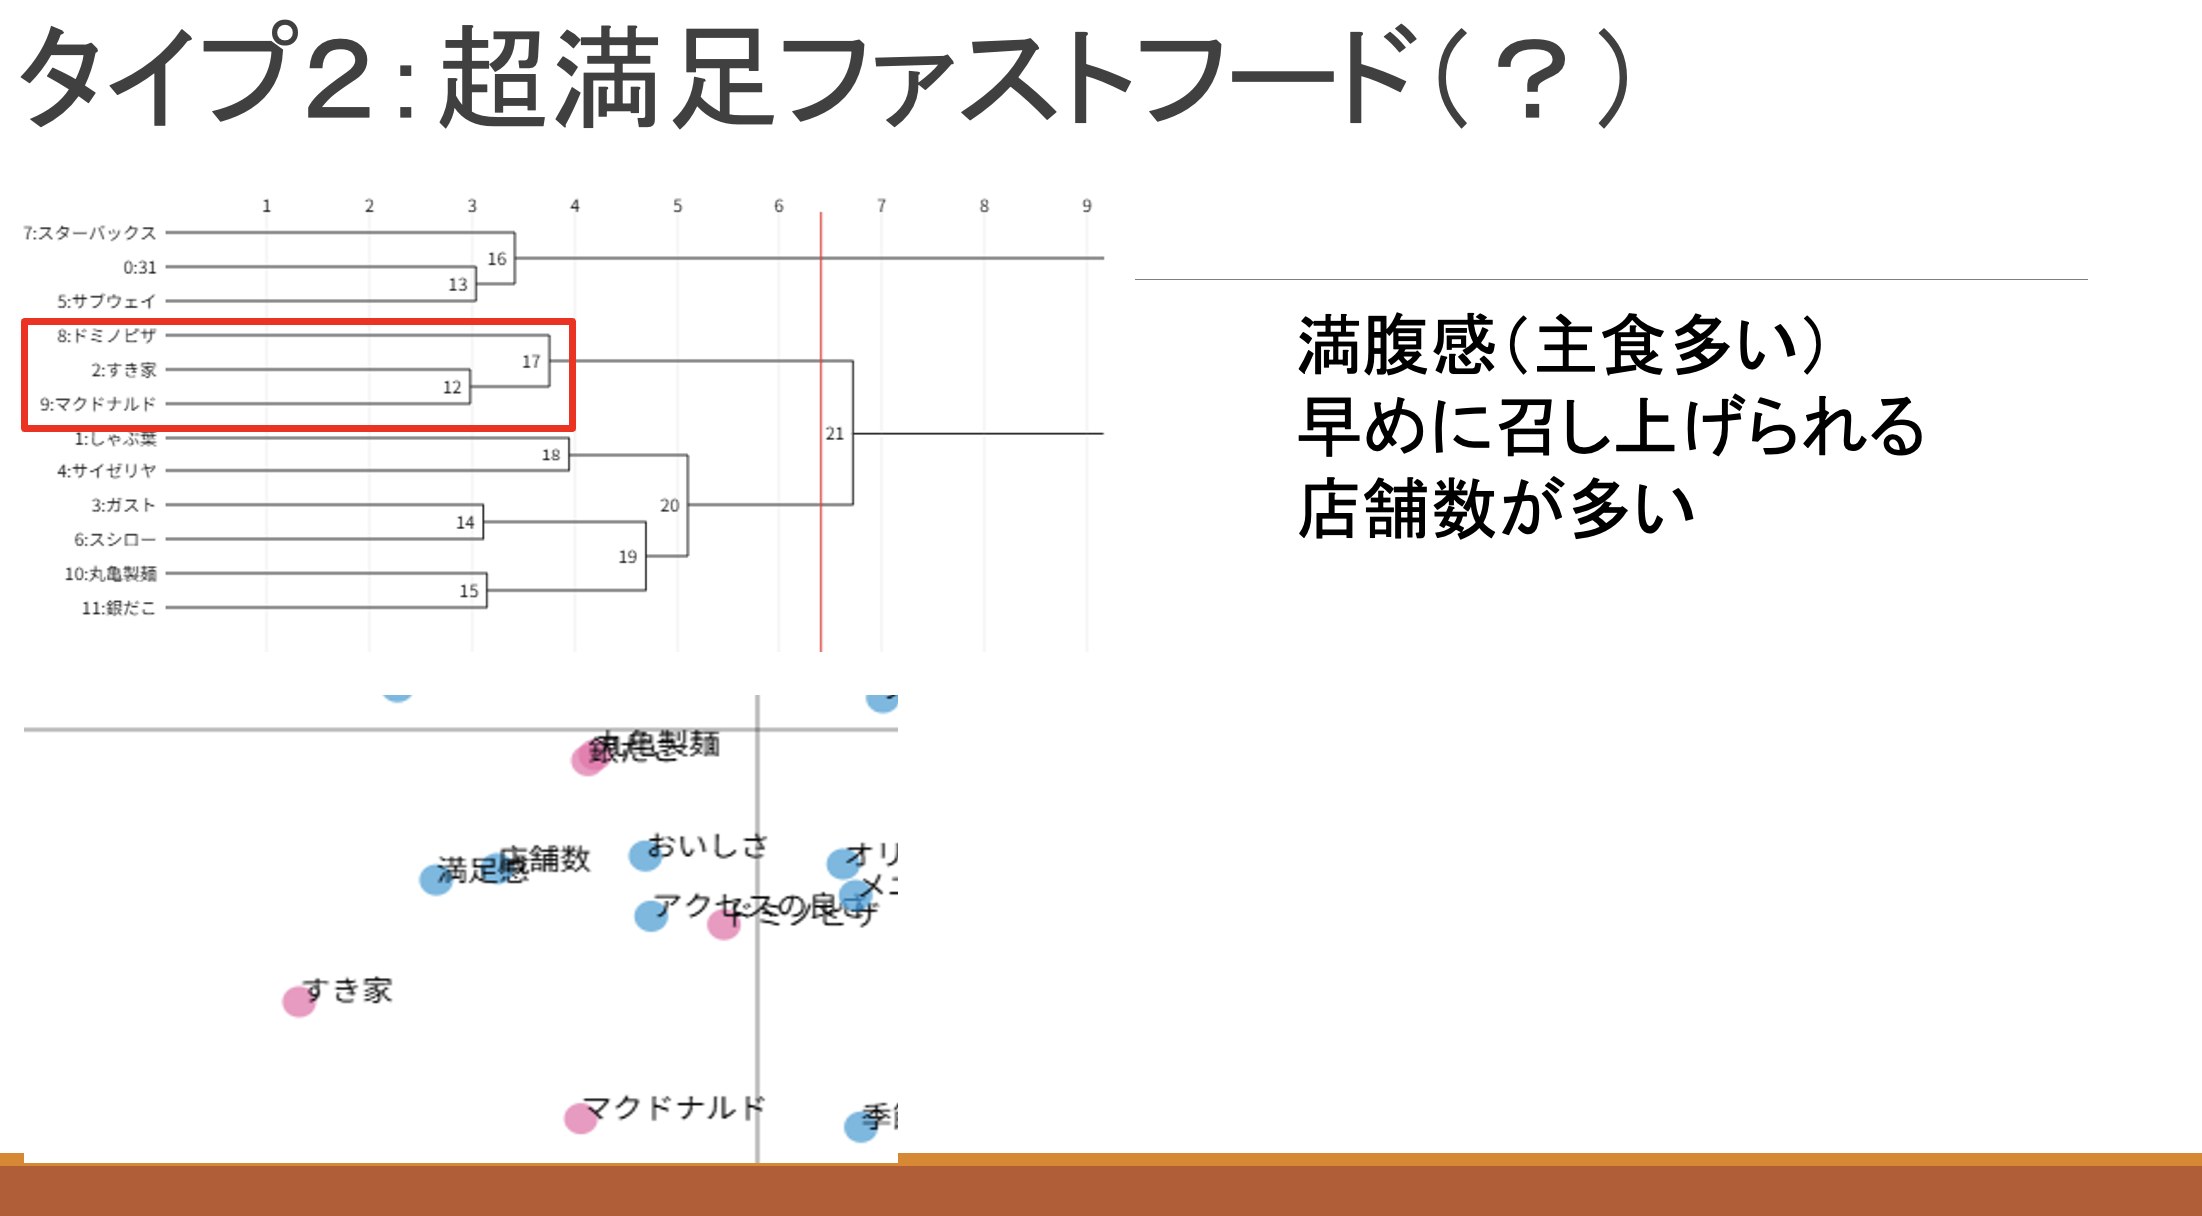 タイプ2：超満足ファストフード（？）
1 2 3 4 5 6 7 8 9
7:スターバックス
16
0:31
13
5:サブウェイ
8:ドミノピザ
17
2:すき家
12
9:マクドナルド
21
1:しゃぶ葉
18
4:サイゼリヤ
3:ガスト
20
14
6:スシロー
19
10:丸亀製麺
15
11:銀だこ
満腹感（主食多い）
早めに召し上げられる
店舗数が多い
丸亀製麺
銀だこ
おいしさ
オリ
店舗数
満足感
メニ
アクセスの良さ
ドミノピザ
すき家
マクドナルド
季節